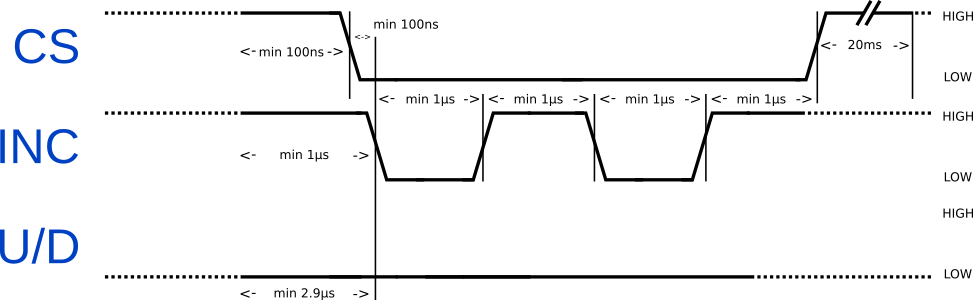 min 100ns
HIGH
CS
<- min 100ns ->
<->
<- 20ms ->
LOW
<- min 1µs ->
<- min 1µs ->
<- min 1µs ->
<- min 1µs ->
HIGH
INC
<- min 1µs ->
LOW
HIGH
U/D
LOW
<- min 2.9µs ->